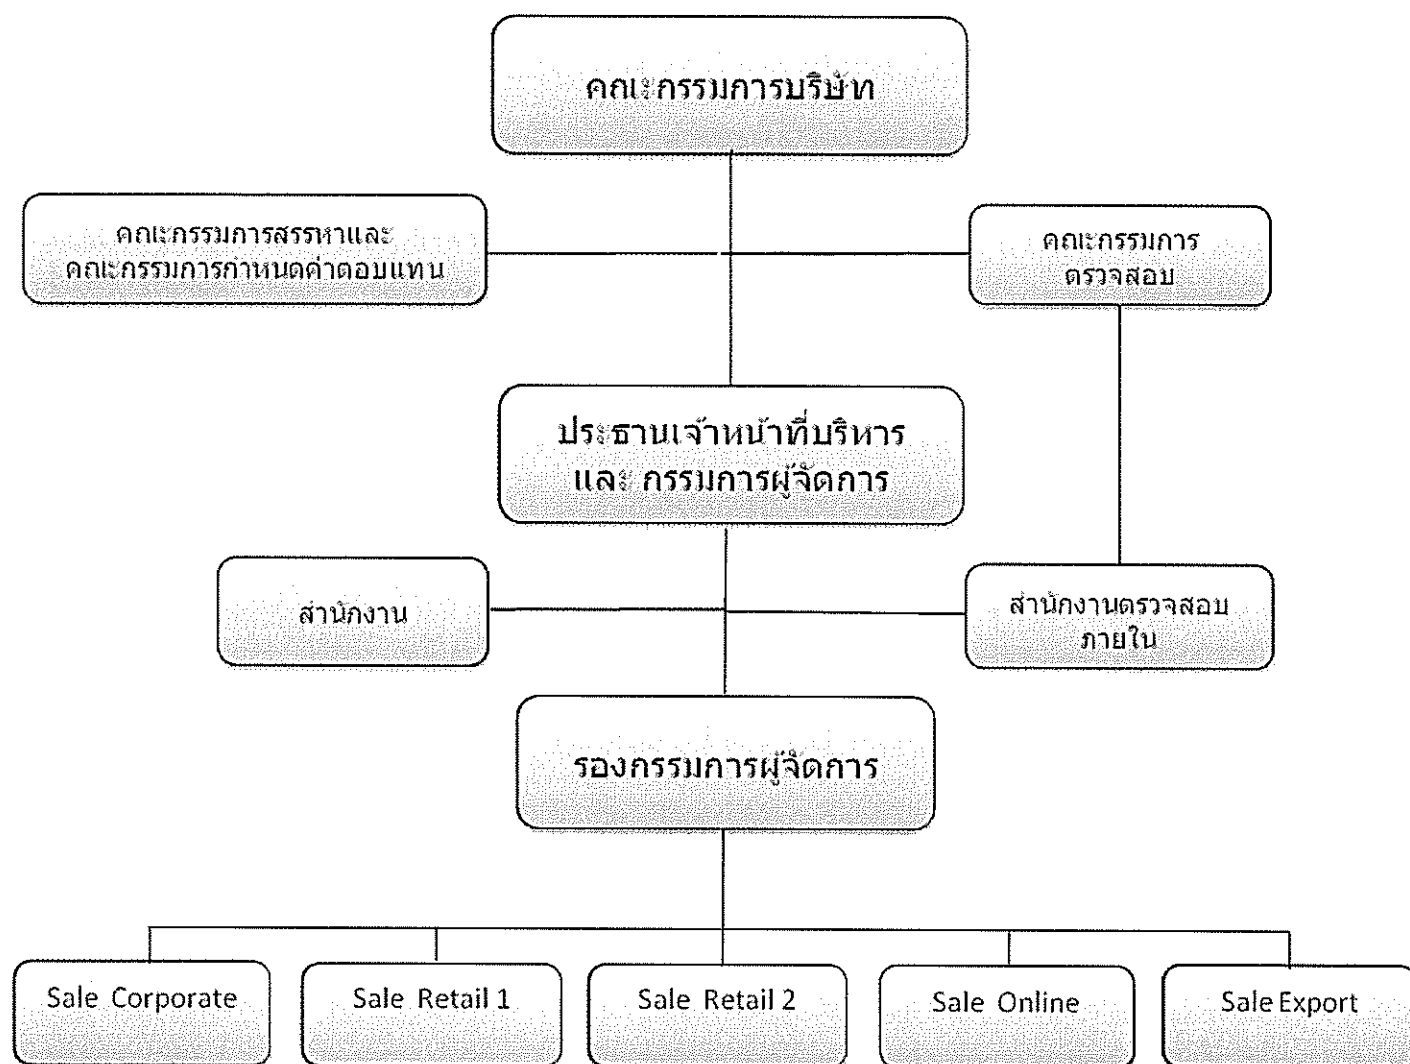 คณะกรรมการบริษัท
คณะกรรมการสรรหาและ
คณะกรรมการกำหนดค่าตอบแทน
คณะกรรมการ
ตรวจสอบ
ประธานเจ้าหน้าที่บริหาร
และ กรรมการผู้จัดการ
สำนักงาน
สำนักงานตรวจสอบ
ภายใน
รองกรรมการผู้จัดการ
Sale Corporate
Sale Retail 1
Sale Retail 2
Sale Online
Sale Export